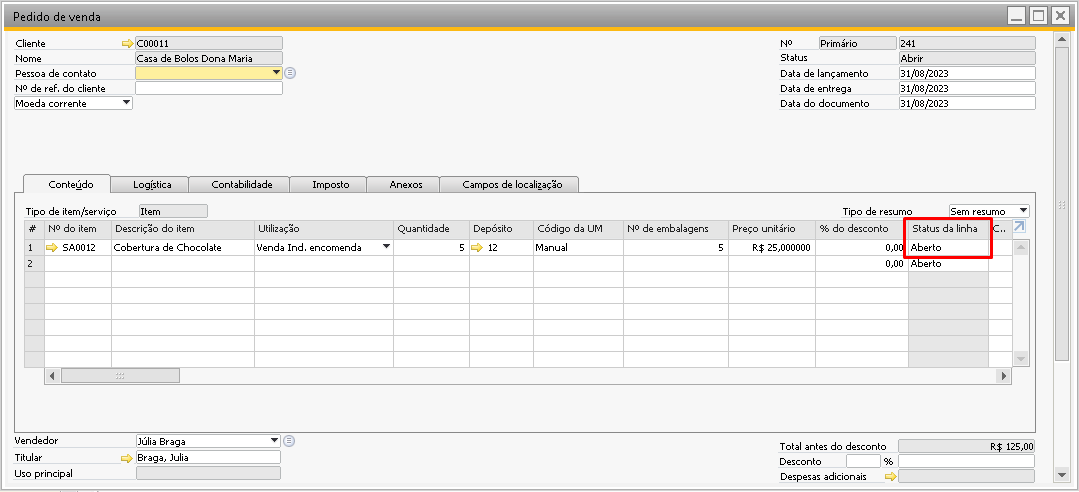 Pedido de venda
Cliente C00011 Nº Primário 241
Nome Casa de Bolos Dona Maria Status Abrir
Pessoa de contato Data de lançamento 31/08/2023
Nº de ref. do cliente Data de entrega 31/08/2023
Moeda corrente Data do documento 31/08/2023
Conteúdo Logística Contabilidade Imposto Anexos Campos de localização
Tipo de item/serviço Item Tipo de resumo Sem resumo
# Nº do item Descrição do item Utilização Quantidade Depósito Código da UM Nº de embalagens Preço unitário % do desconto Status da linha C..
1 SA0012 Cobertura de Chocolate Venda Ind. encomenda 5 12 Manual 5 R$ 25,000000 0,00 Aberto
2 0,00 Aberto
Vendedor Júlia Braga Total antes do desconto R$ 125,00
Titular Braga, Julia Desconto %
Uso principal Despesas adicionais